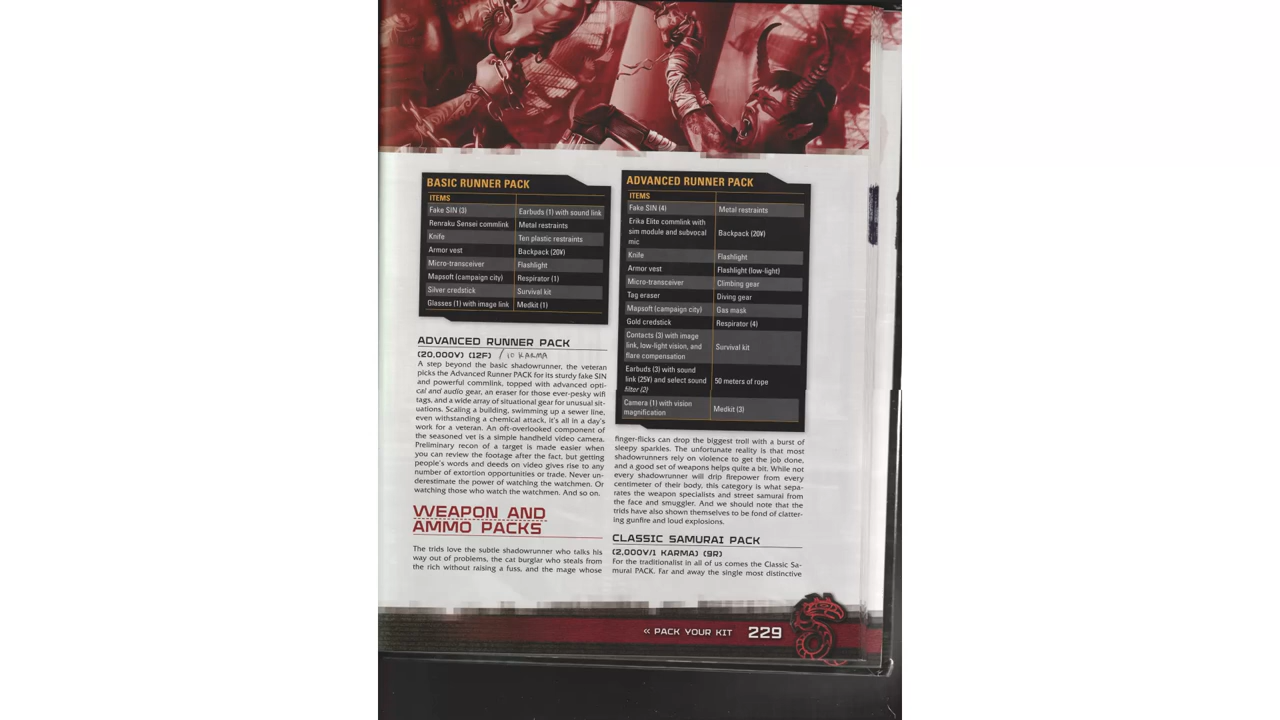 BASIC RUNNER PACK
ITEMS
Fake SIN (3) Earbuds (1) with sound link
Renraku Sensei commlink Metal restraints
Knife Ten plastic restraints
Armor vest Backpack (20¥)
Micro-transceiver Flashlight
Mapsoft (campaign city) Respirator (1)
Silver credstick Survival kit
Glasses (1) with image link Medkit (1)
ADVANCED RUNNER PACK
(20,000¥) (12F) / 10 KARMA
A step beyond the basic shadowrunner, the veteran
picks the Advanced Runner PACK for its sturdy fake SIN
and powerful commlink, topped with advanced opti-
cal and audio gear, an eraser for those ever-pesky wifi
tags, and a wide array of situational gear for unusual sit-
uations. Scaling a building, swimming up a sewer line,
even withstanding a chemical attack, it's all in a day's
work for a veteran. An oft-overlooked component of
the seasoned vet is a simple handheld video camera.
Preliminary recon of a target is made easier when
you can review the footage after the fact, but getting
people's words and deeds on video gives rise to any
number of extortion opportunities or trade. Never un-
derestimate the power of watching the watchmen. Or
watching those who watch the watchmen. And so on.
WEAPON AND
AMMO PACKS
The trids love the subtle shadowrunner who talks his
way out of problems, the cat burglar who steals from
the rich without raising a fuss, and the mage whose
ADVANCED RUNNER PACK
ITEMS
Fake SIN (4) Metal restraints
Erika Elite commlink with
sim module and subvocal
mic
Backpack (20¥)
Knife Flashlight
Armor vest Flashlight (low-light)
Micro-transceiver Climbing gear
Tag eraser Diving gear
Mapsoft (campaign city) Gas mask
Gold credstick Respirator (4)
Contacts (3) with image
link, low-light vision, and
flare compensation
Survival kit
Earbuds (3) with sound
link (25¥) and select sound
filter (2)
50 meters of rope
Camera (1) with vision
magnification
Medkit (3)
finger-flicks can drop the biggest troll with a burst of
sleepy sparkies. The unfortunate reality is that most
shadowrunners rely on violence to get the job done,
and a good set of weapons helps quite a bit. While not
every shadowrunner will drip firepower from every
centimeter of their body, this category is what sepa-
rates the weapon specialists and street samurai from
the face and smuggler. And we should note that the
trids have also shown themselves to be fond of clatter-
ing gunfire and loud explosions.
CLASSIC SAMURAI PACK
(2,000¥/1 KARMA) (9R)
For the traditionalist in all of us comes the Classic Sa-
murai PACK. Far and away the single most distinctive
<< PACK YOUR KIT 229